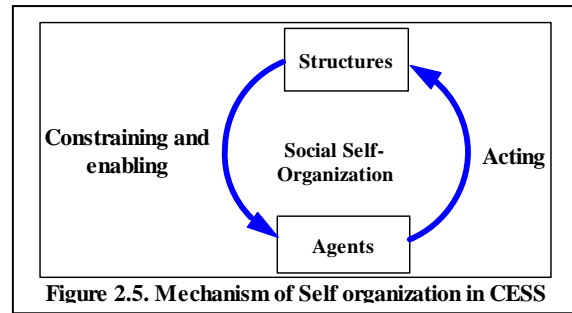 Structures
Constraining and
enabling
Social Self-
Organization
Acting
Agents
Figure 2.5. Mechanism of Self organization in CESS